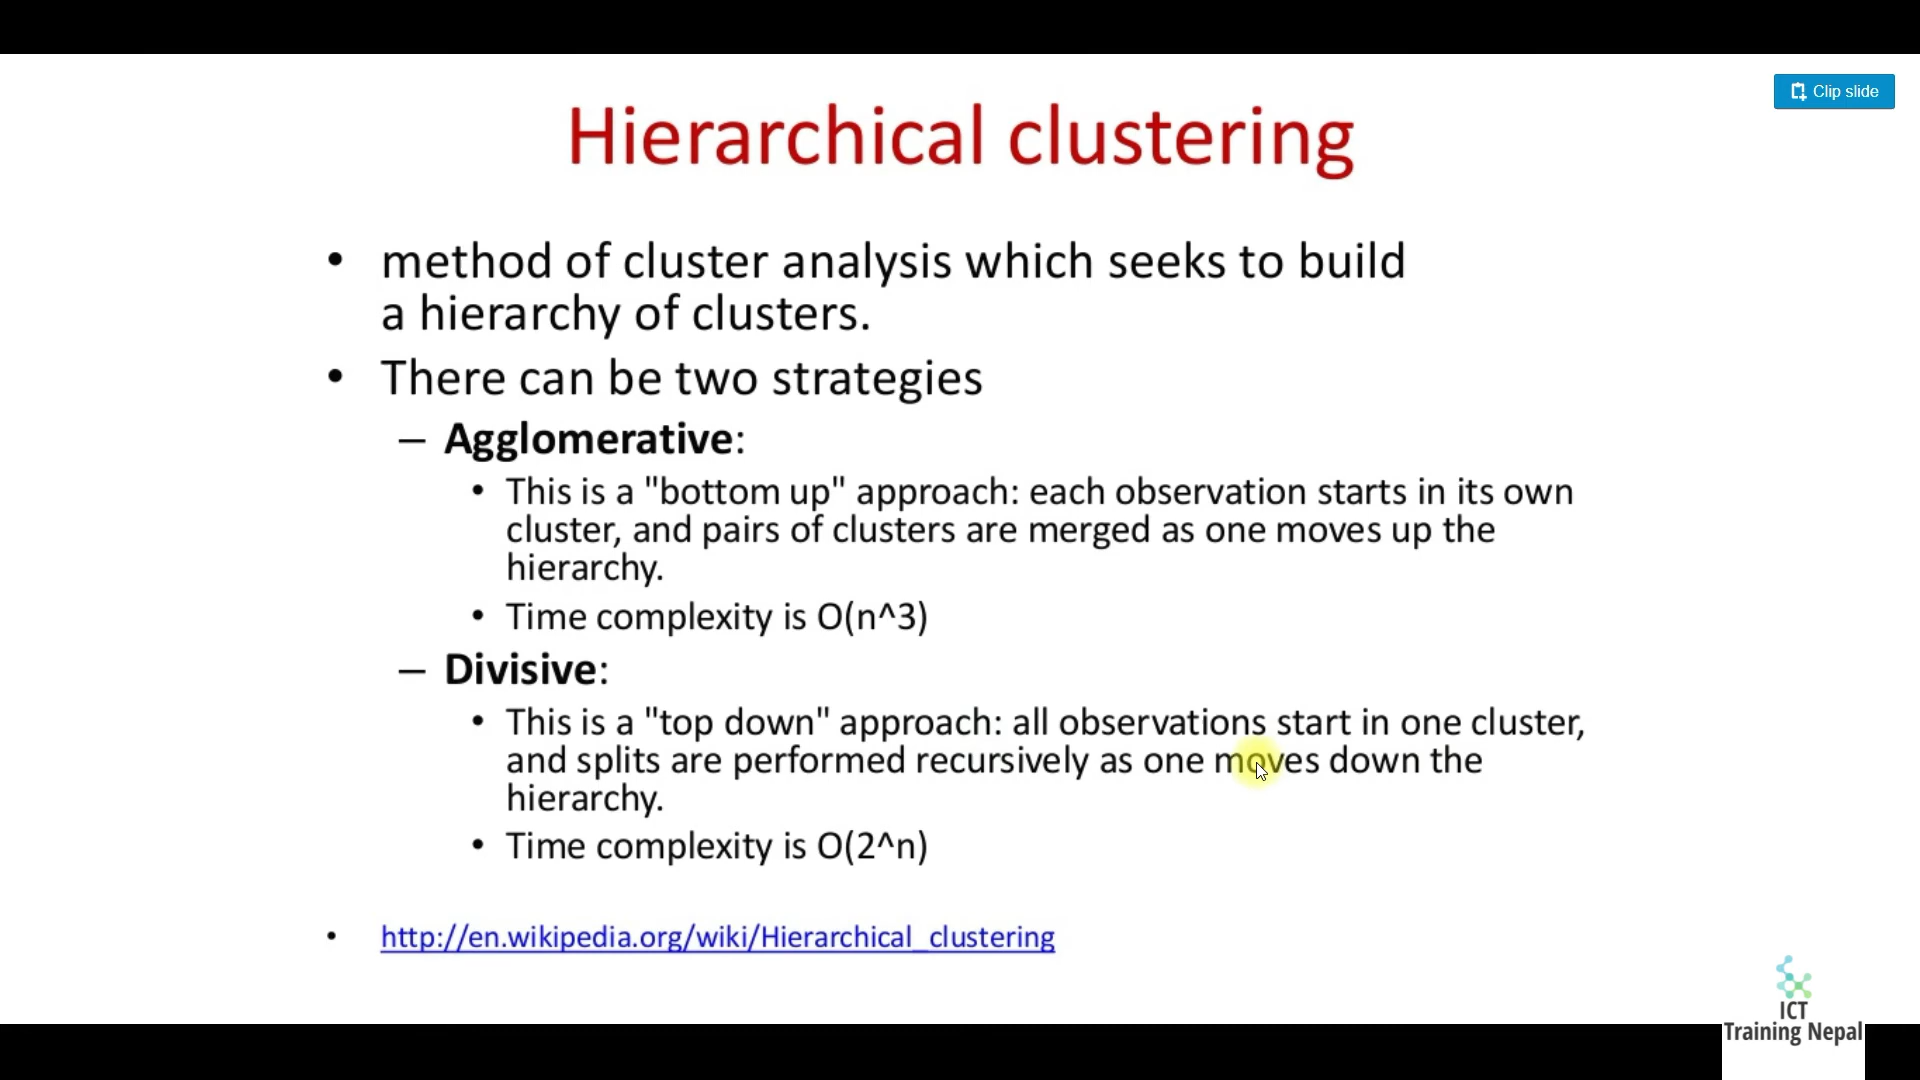 Clip slide
Hierarchical clustering
• method of cluster analysis which seeks to build
a hierarchy of clusters.
• There can be two strategies
– Agglomerative:
• This is a "bottom up" approach: each observation starts in its own
cluster, and pairs of clusters are merged as one moves up the
hierarchy.
• Time complexity is O(n^3)
– Divisive:
• This is a "top down" approach: all observations start in one cluster,
and splits are performed recursively as one moves down the
hierarchy.
• Time complexity is O(2^n)
• http://en.wikipedia.org/wiki/Hierarchical_clustering
ICT
Training Nepal